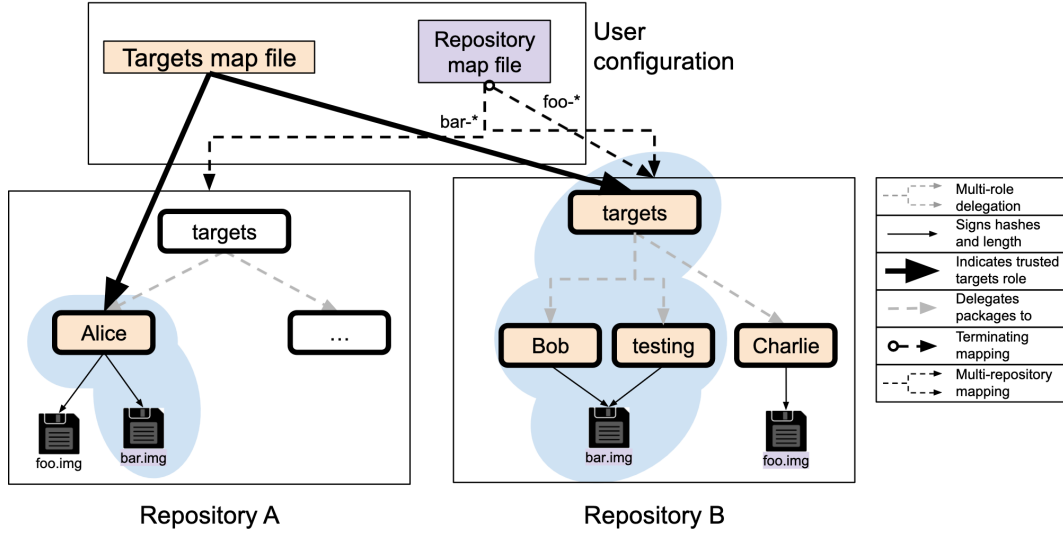 Targets map file
Repository
map file
User
configuration
bar-*
foo-*
targets
Alice
...
foo.img
bar.img
Repository A
targets
Bob
testing
Charlie
bar.img
foo.img
Repository B
Multi-role
delegation
Signs hashes
and length
Indicates trusted
targets role
Delegates
packages to
Terminating
mapping
Multi-repository
mapping